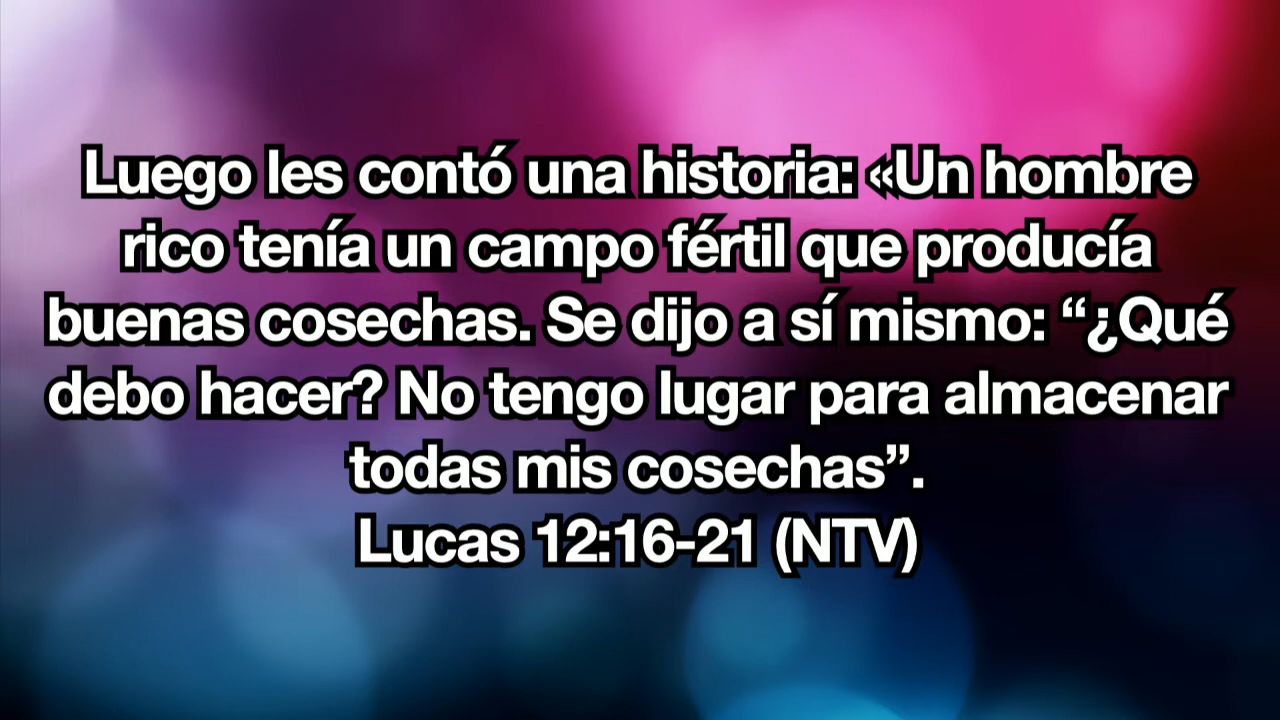 Luego les contó una historia: «Un hombre
rico tenía un campo fértil que producía
buenas cosechas. Se dijo a sí mismo: “¿Qué
debo hacer? No tengo lugar para almacenar
todas mis cosechas”.
Lucas 12:16-21 (NTV)